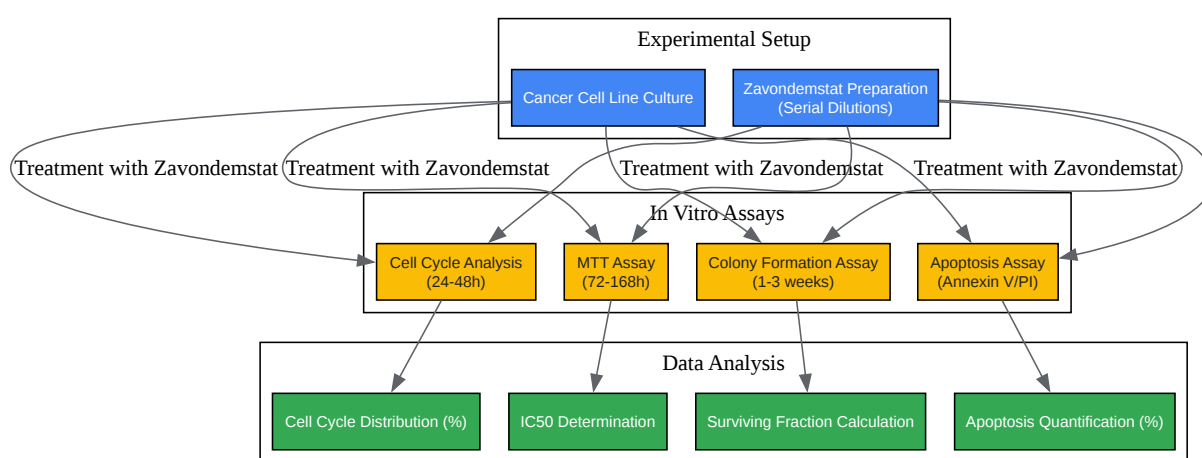 Experimental Setup
Cancer Cell Line Culture
Zavondemstat Preparation
(Serial Dilutions)
Treatment with Zavondemstat
Treatment with Zavondemstat
Treatment with Zavondemstat
Treatment with Zavondemstat
In Vitro Assays
Cell Cycle Analysis
(24-48h)
MTT Assay
(72-168h)
Colony Formation Assay
(1-3 weeks)
Apoptosis Assay
(Annexin V/PI)
Data Analysis
Cell Cycle Distribution (%)
IC50 Determination
Surviving Fraction Calculation
Apoptosis Quantification (%)